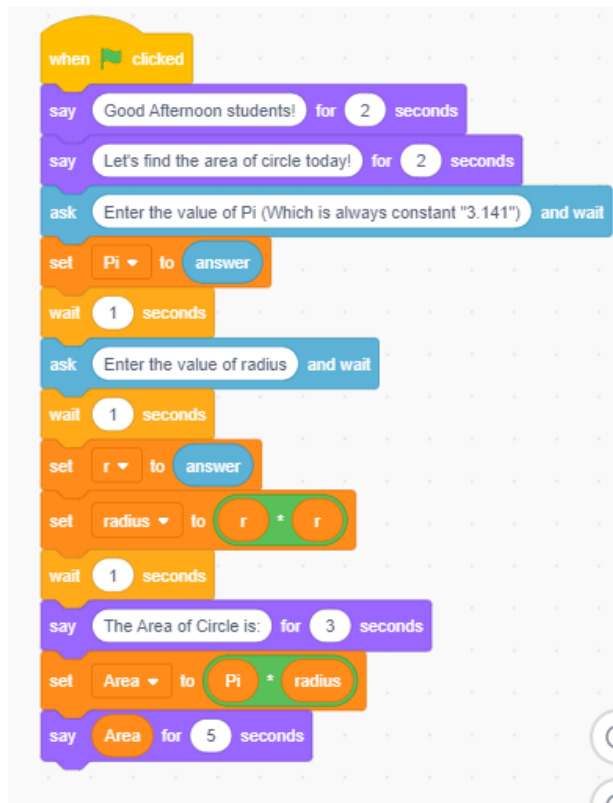 when clicked
say Good Afternoon students! for 2 seconds
say Let's find the area of circle today! for 2 seconds
ask Enter the value of Pi (Which is always constant "3.141") and wait
set Pi to answer
wait 1 seconds
ask Enter the value of radius and wait
wait 1 seconds
set r to answer
set radius to r * r
wait 1 seconds
say The Area of Circle is: for 3 seconds
set Area to Pi * radius
say Area for 5 seconds